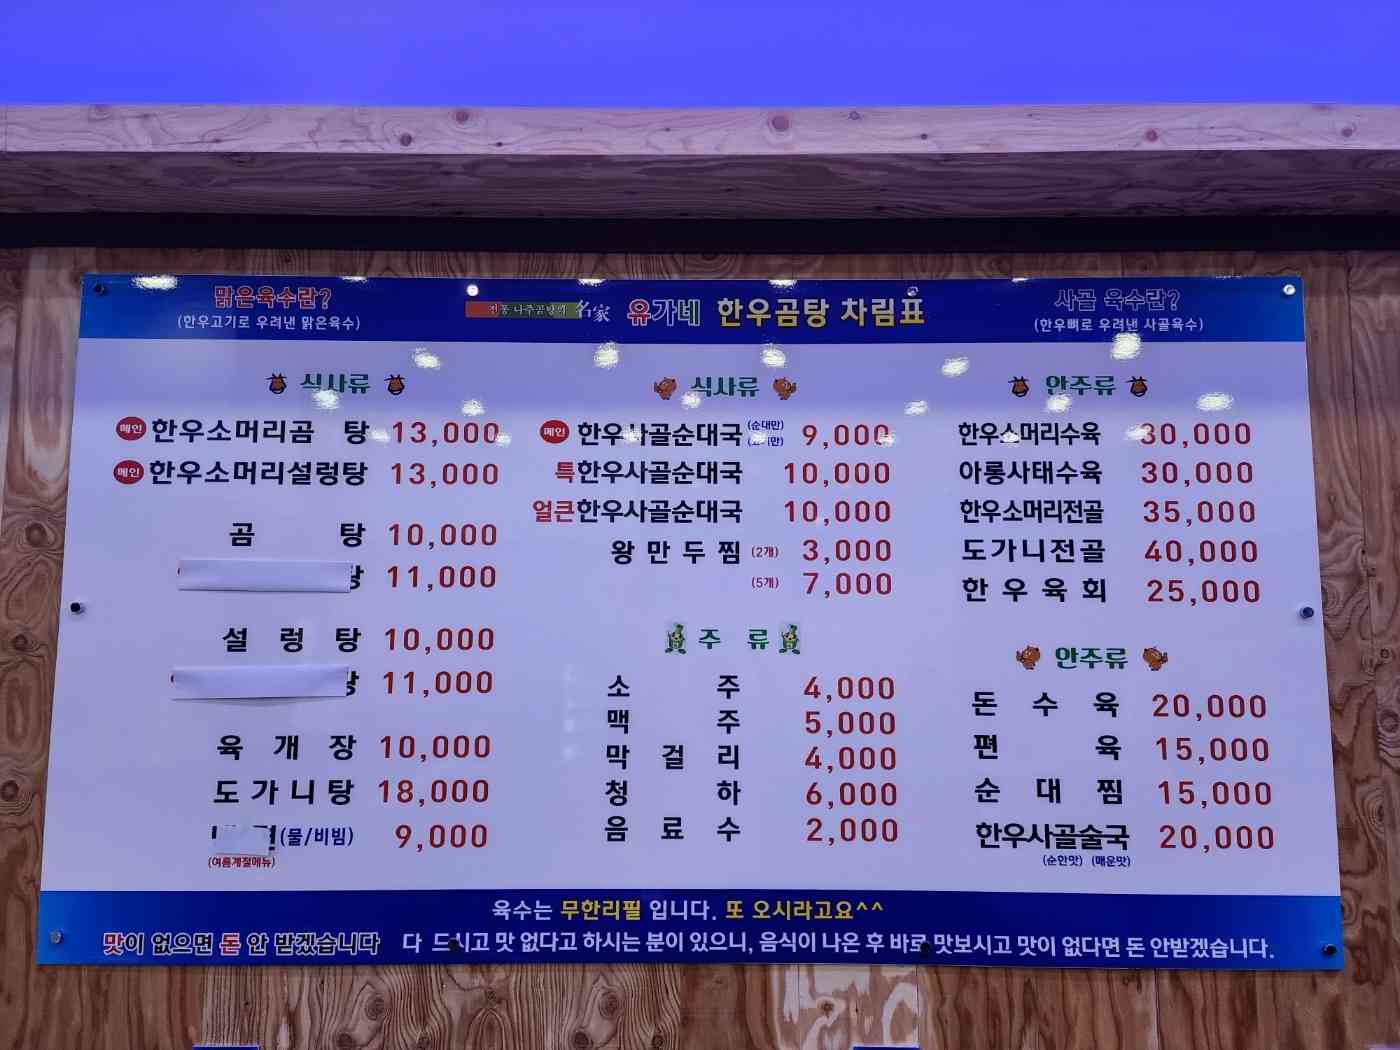 맑은육수란?
(한우고기로 우려낸 맑은육수)
전통 나주곰탕의 名家 유가네 한우곰탕 차림표
사골 육수란?
(한우뼈로 우려낸 사골육수)
식사류
메인 한우소머리곰 탕 13,000
메인 한우소머리설렁탕 13,000
곰 탕 10,000
탕 11,000
설 렁 탕 10,000
탕 11,000
육 개 장 10,000
도 가 니 탕 18,000
(물/비빔) 9,000
(여름계절메뉴)
식사류
메인 한우사골순대국 (순대만) 9,000
특한우사골순대국 10,000
얼큰한우사골순대국 10,000
왕 만 두 찜 (2개) 3,000
(5개) 7,000
주 류
소 주 4,000
맥 주 5,000
막 걸 리 4,000
청 하 6,000
음 료 수 2,000
안주류
한우소머리수육 30,000
아롱사태수육 30,000
한우소머리전골 35,000
도가니전골 40,000
한 우 육 회 25,000
안주류
돈 수 육 20,000
편 육 15,000
순 대 찜 15,000
한우사골술국 20,000
(순한맛) (매운맛)
육수는 무한리필 입니다. 또 오시라고요^^
맛이 없으면 돈 안 받겠습니다 다 드시고 맛 없다고 하시는 분이 있으니, 음식이 나온 후 바로 맛보시고 맛이 없다면 돈 안받겠습니다.